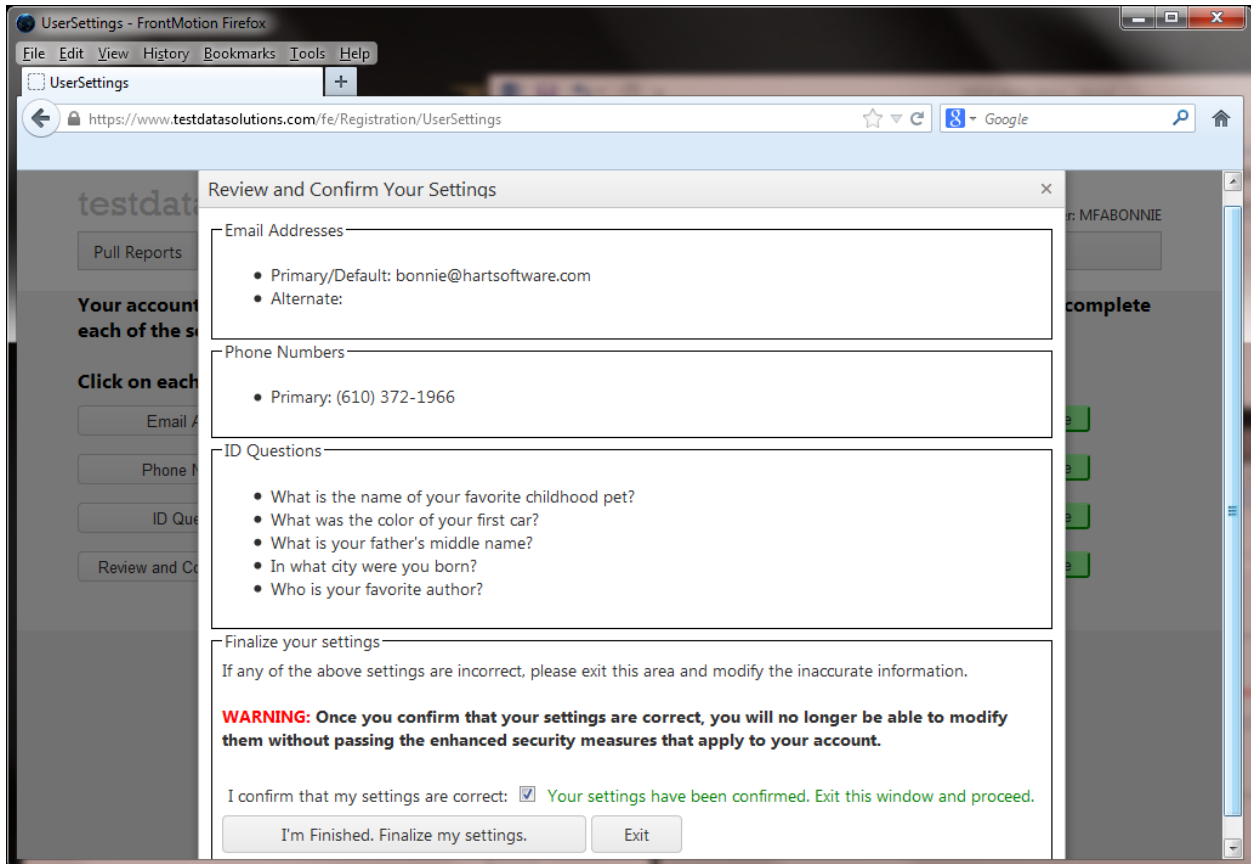 UserSettings - FrontMotion Firefox
File Edit View History Bookmarks Tools Help
UserSettings +
https://www.testdatasolutions.com/fe/Registration/UserSettings
8 Google
testdat
Review and Confirm Your Settings ×
r: MFABONNIE
Pull Reports
Email Addresses
Primary/Default: bonnie@hartsoftware.com
Alternate:
Your account
complete
each of the s
Phone Numbers
Click on each
Primary: (610) 372-1966
Email A
e
ID Questions
Phone N
e
What is the name of your favorite childhood pet?
What was the color of your first car?
ID Que
e
What is your father's middle name?
In what city were you born?
Review and Co
e
Who is your favorite author?
Finalize your settings
If any of the above settings are incorrect, please exit this area and modify the inaccurate information.
WARNING: Once you confirm that your settings are correct, you will no longer be able to modify
them without passing the enhanced security measures that apply to your account.
I confirm that my settings are correct: Your settings have been confirmed. Exit this window and proceed.
I'm Finished. Finalize my settings. Exit